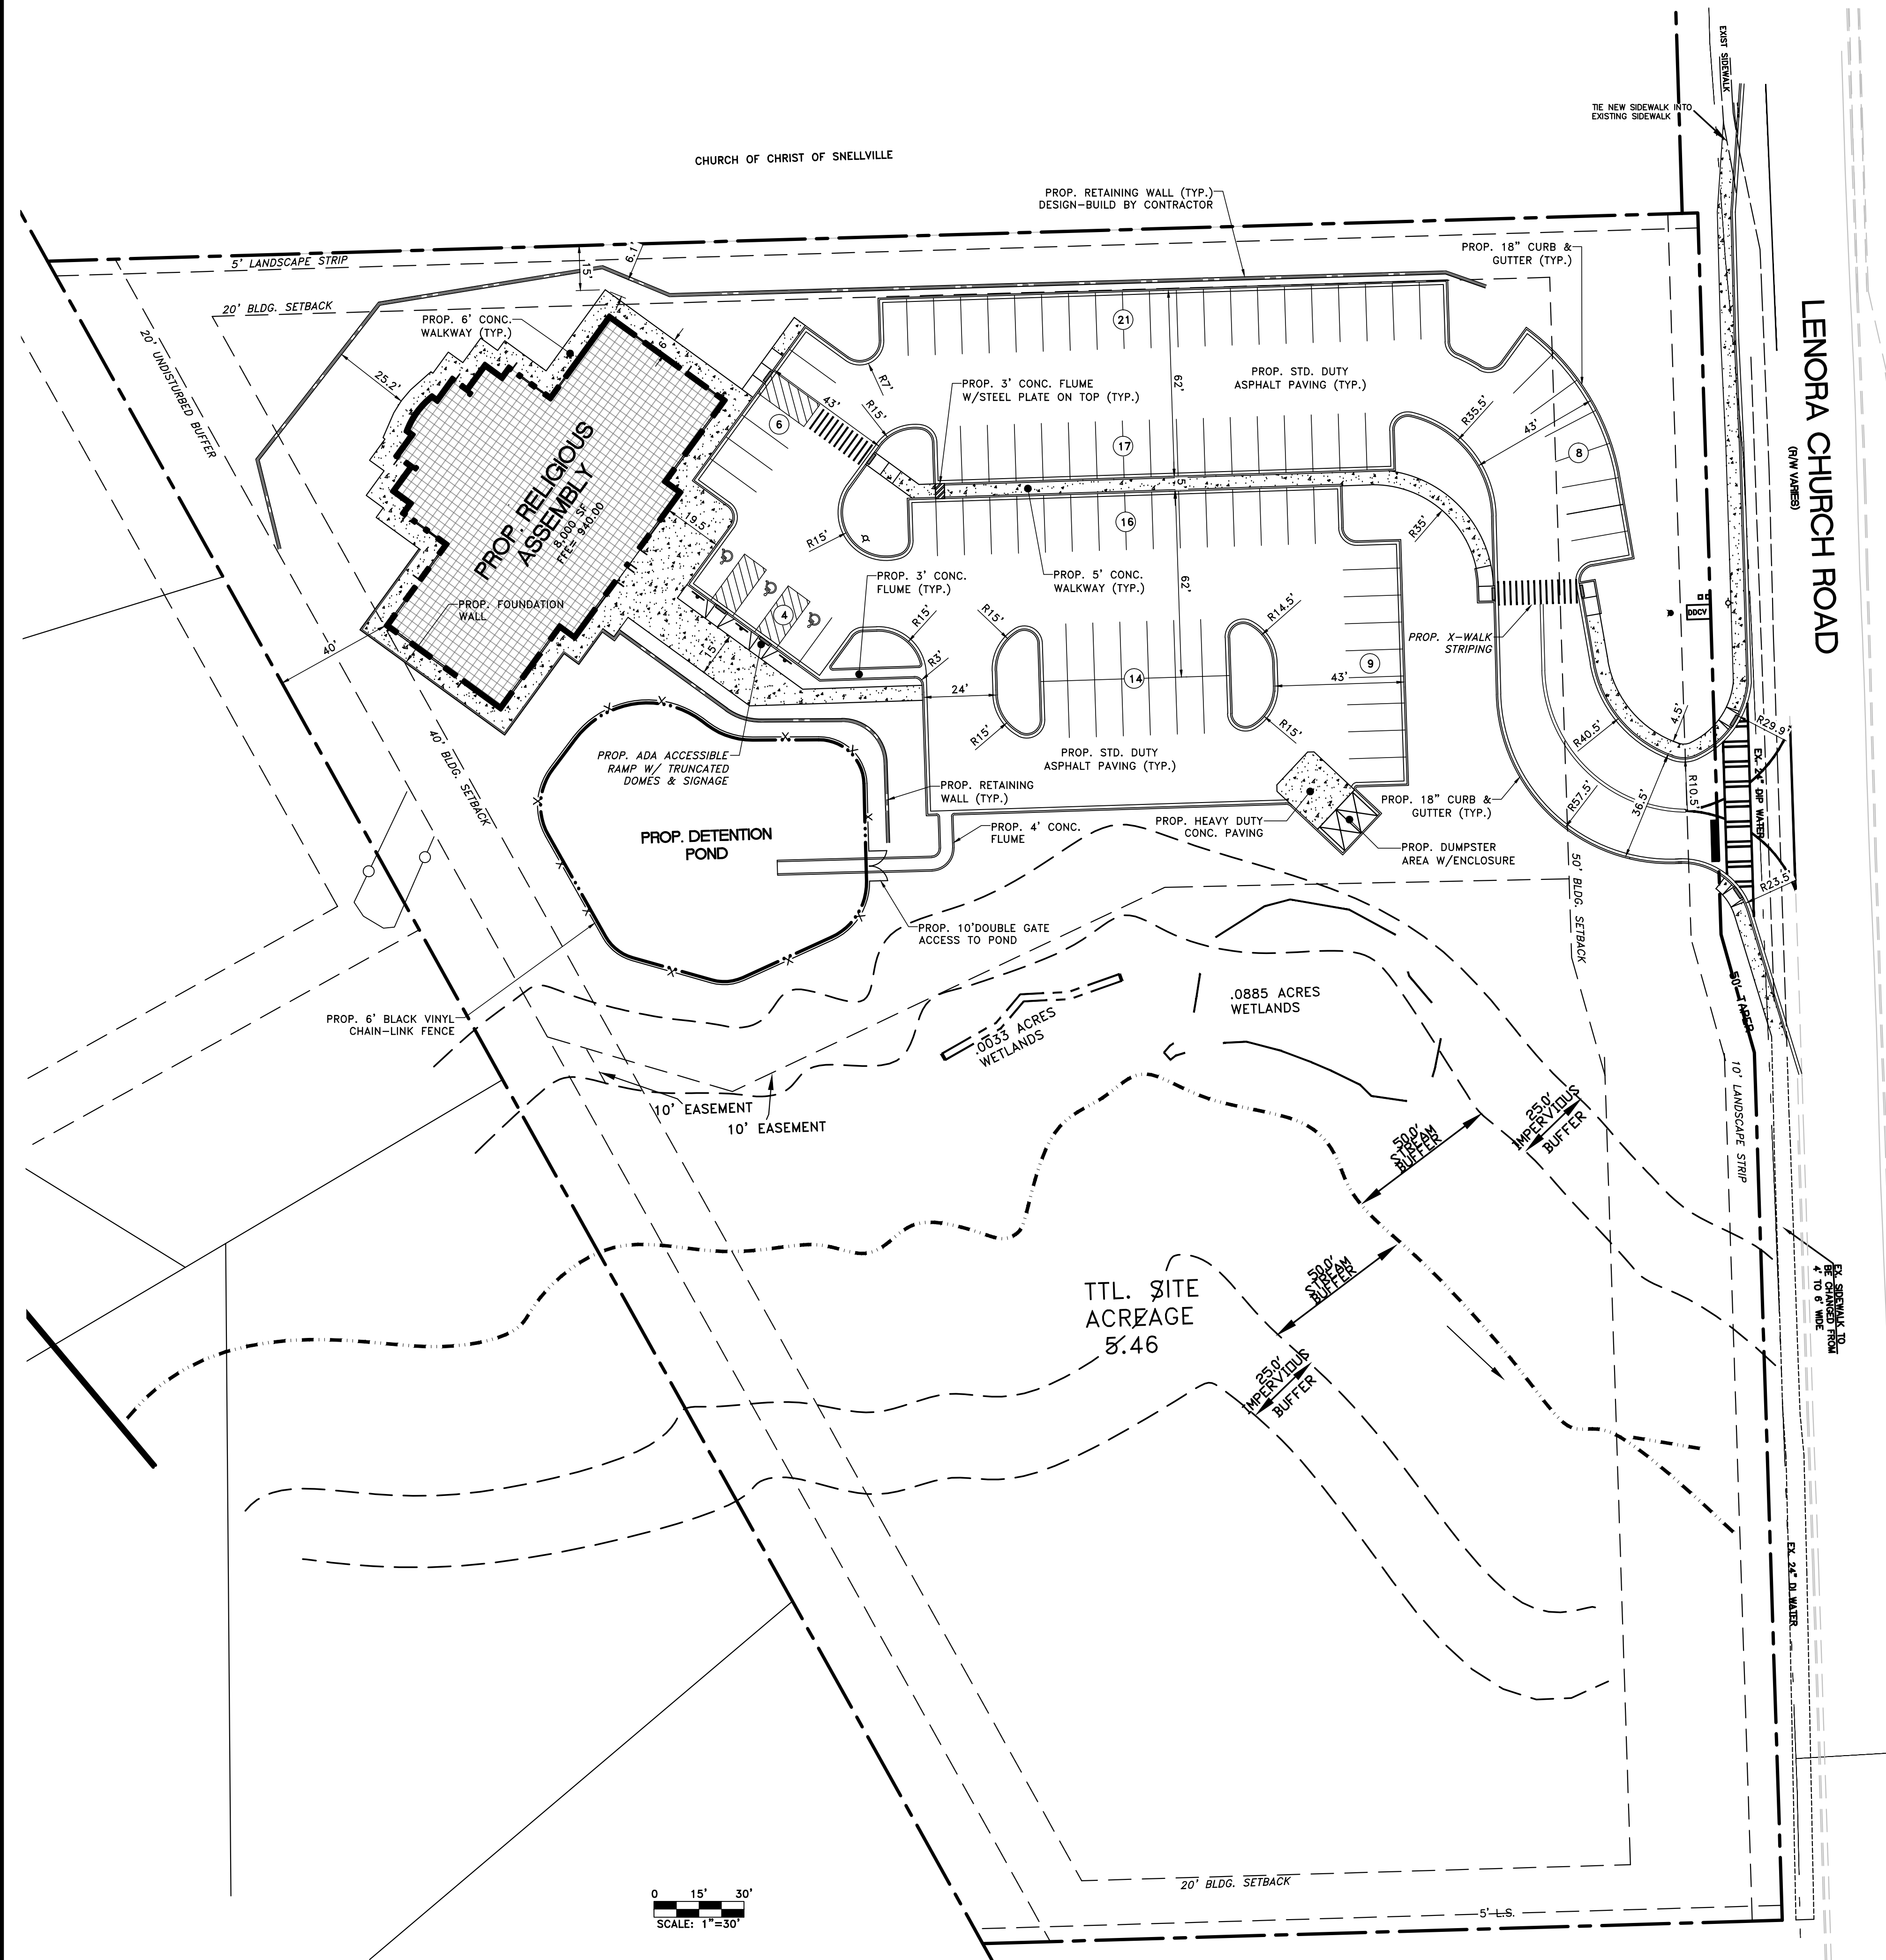 EXIST SIDEWALK
TIE NEW SIDEWALK INTO
EXISTING SIDEWALK
CHURCH OF CHRIST OF SNELLVILLE
PROP. RETAINING WALL (TYP.)
DESIGN-BUILD BY CONTRACTOR
PROP. 18" CURB &
GUTTER (TYP.)
5' LANDSCAPE STRIP
15'
6.1'
20' BLDG. SETBACK
PROP. 6' CONC.
WALKWAY (TYP.)
20' UNDISTURBED BUFFER
25.2'
6'
LENORA CHURCH ROAD
(R/W VARIES)
21
62'
PROP. STD. DUTY
ASPHALT PAVING (TYP.)
PROP. 3' CONC. FLUME
W/STEEL PLATE ON TOP (TYP.)
R7'
43'
R15'
6
17
R35.5'
43'
8
5'
PROP. RELIGIOUS
ASSEMBLY
8,000 SF
FFE= 940.00
19.5'
R15'
16
R35'
PROP. 3' CONC.
FLUME (TYP.)
PROP. 5' CONC.
WALKWAY (TYP.)
62'
PROP. FOUNDATION
WALL
4
R15'
R15'
R14.5'
DDCV
PROP. X-WALK
STRIPING
40'
15'
R3'
24'
14
43'
9
R15'
R15'
R40.5'
4.5'
R29.9'
40' BLDG. SETBACK
PROP. ADA ACCESSIBLE
RAMP W/ TRUNCATED
DOMES & SIGNAGE
PROP. STD. DUTY
ASPHALT PAVING (TYP.)
EX. 24" DIP WATER
PROP. RETAINING
WALL (TYP.)
PROP. 18" CURB &
GUTTER (TYP.)
R57.5'
36.5'
R10.5'
PROP. DETENTION
POND
PROP. 4' CONC.
FLUME
PROP. HEAVY DUTY
CONC. PAVING
PROP. DUMPSTER
AREA W/ENCLOSURE
R23.5'
50' BLDG. SETBACK
PROP. 10'DOUBLE GATE
ACCESS TO POND
50' TAPER
PROP. 6' BLACK VINYL
CHAIN-LINK FENCE
.0885 ACRES
WETLANDS
.0033 ACRES
WETLANDS
10' EASEMENT
10' EASEMENT
10' LANDSCAPE STRIP
25.0'
IMPERVIOUS
BUFFER
50.0'
STREAM
BUFFER
50.0'
STREAM
BUFFER
EX. SIDEWALK TO
BE CHANGED FROM
4' TO 6' WIDE
TTL. SITE
ACREAGE
5.46
25.0'
IMPERVIOUS
BUFFER
EX. 24" DI WATER
20' BLDG. SETBACK
5' L.S.
0 15' 30'
SCALE: 1"=30'